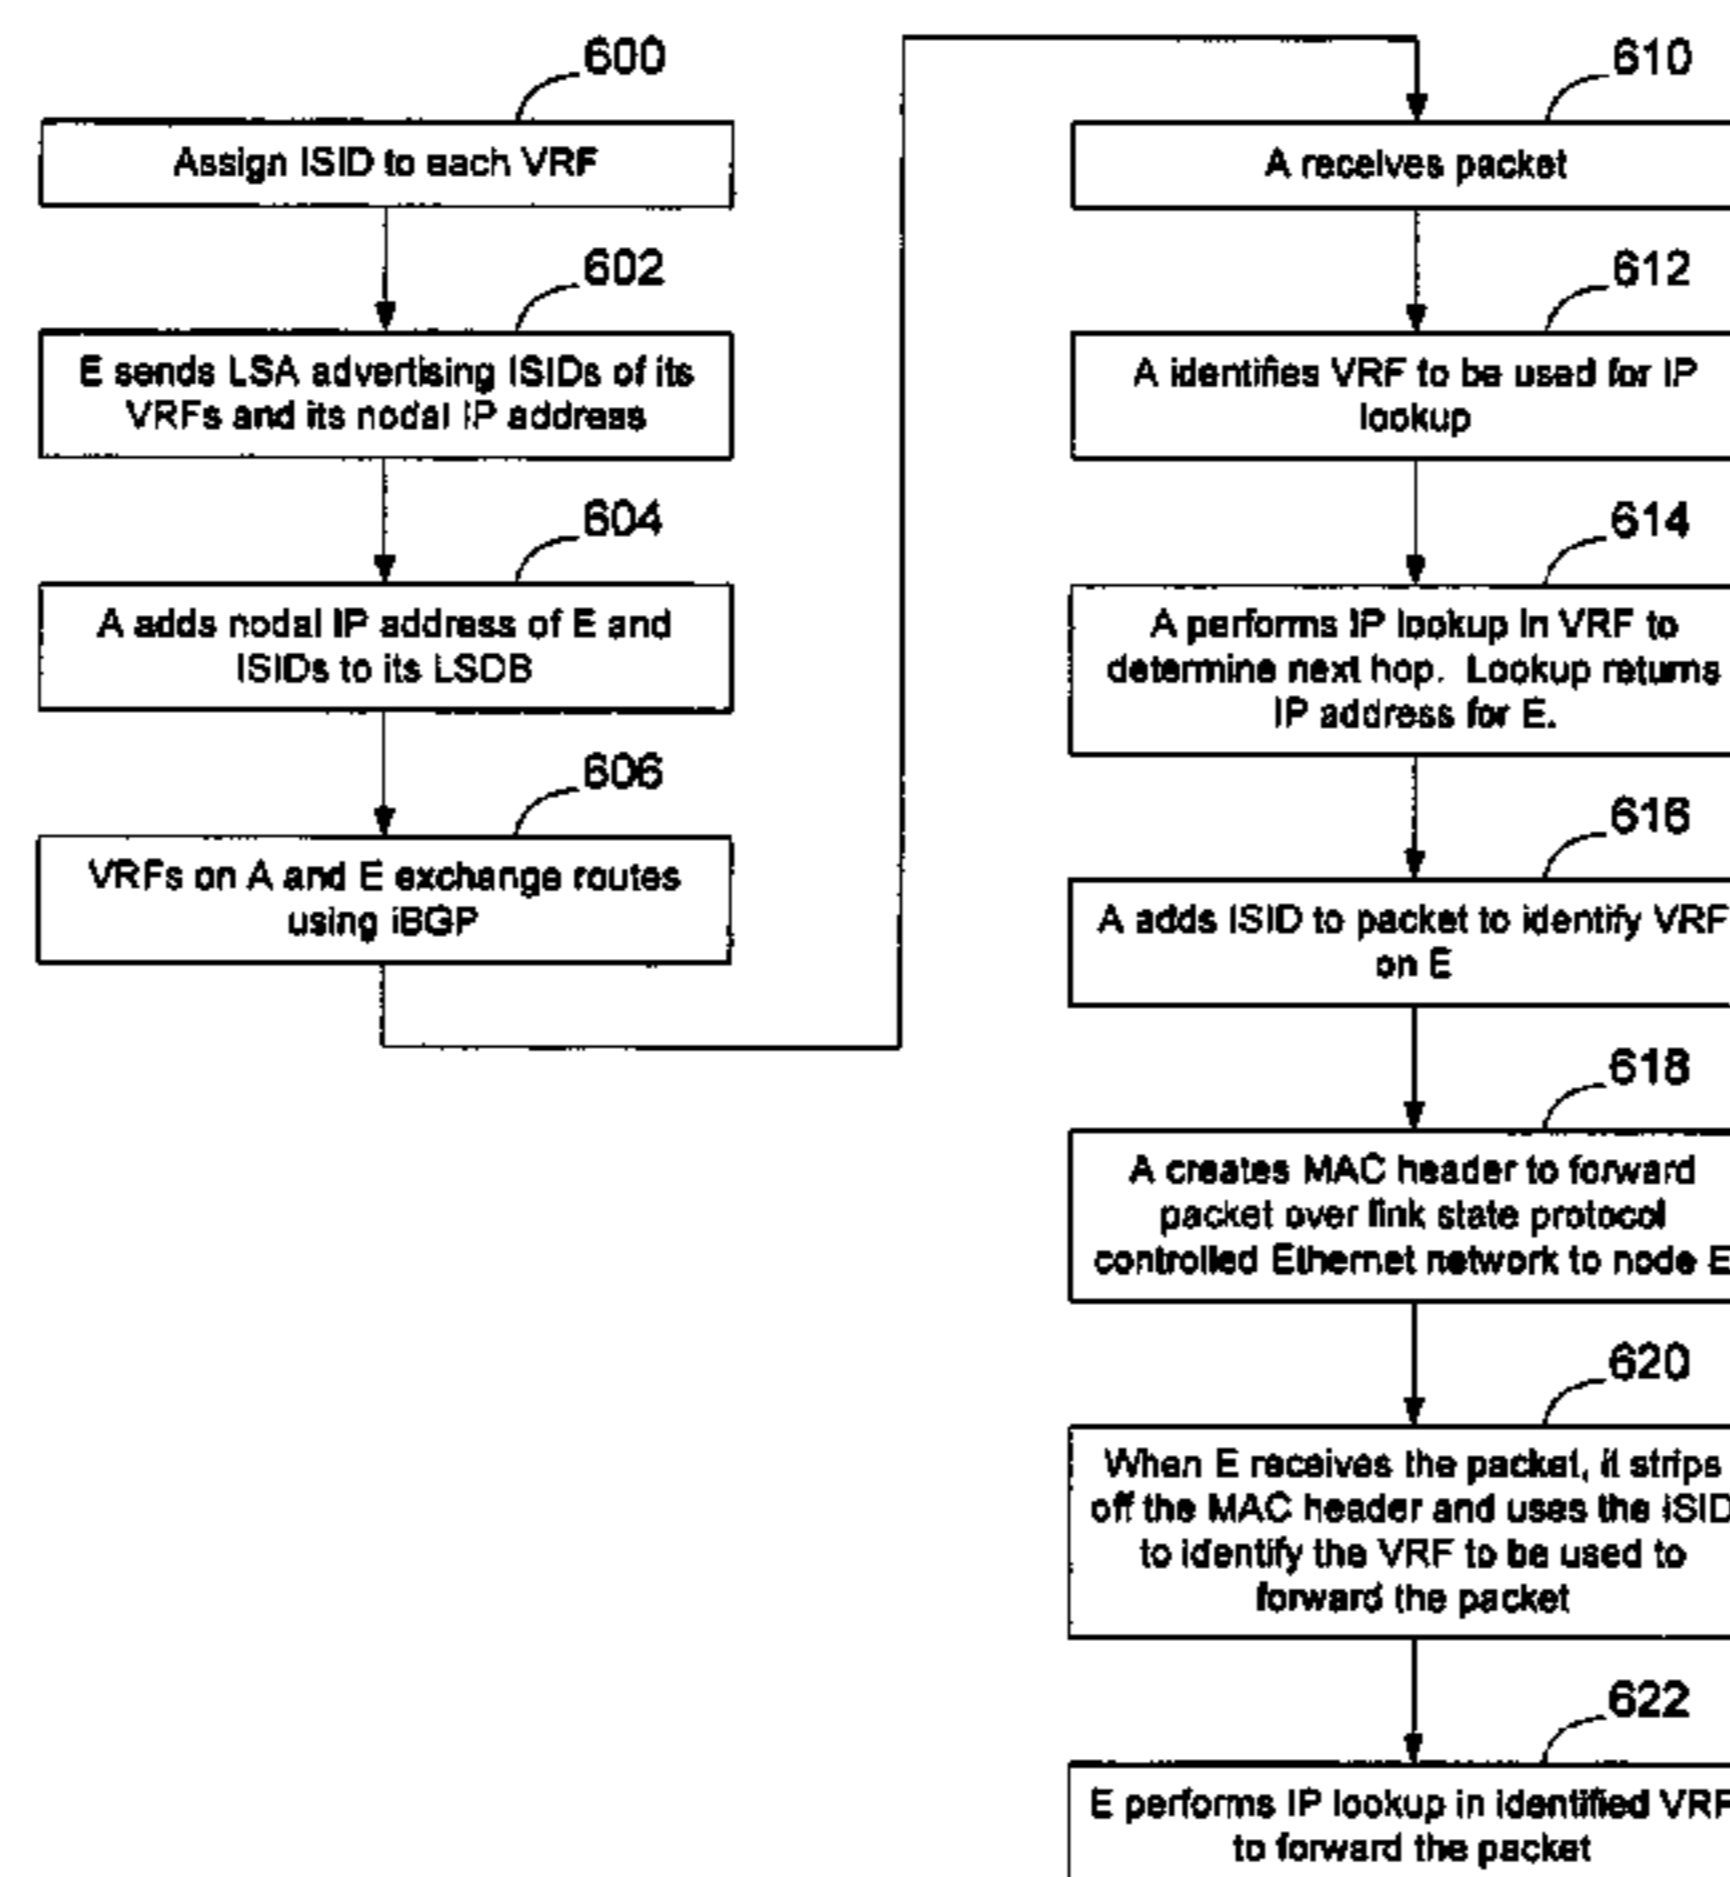 600
Assign ISID to each VRF
602
E sends LSA advertising ISIDs of its
VRFs and its nodal IP address
604
A adds nodal IP address of E and
ISIDs to its LSDB
606
VRFs on A and E exchange routes
using iBGP
610
A receives packet
612
A identifies VRF to be used for IP
lookup
614
A performs IP lookup in VRF to
determine next hop. Lookup returns
IP address for E.
616
A adds ISID to packet to identify VRF
on E
618
A creates MAC header to forward
packet over link state protocol
controlled Ethernet network to node E
620
When E receives the packet, it strips
off the MAC header and uses the ISID
to identify the VRF to be used to
forward the packet
622
E performs IP lookup in identified VRF
to forward the packet